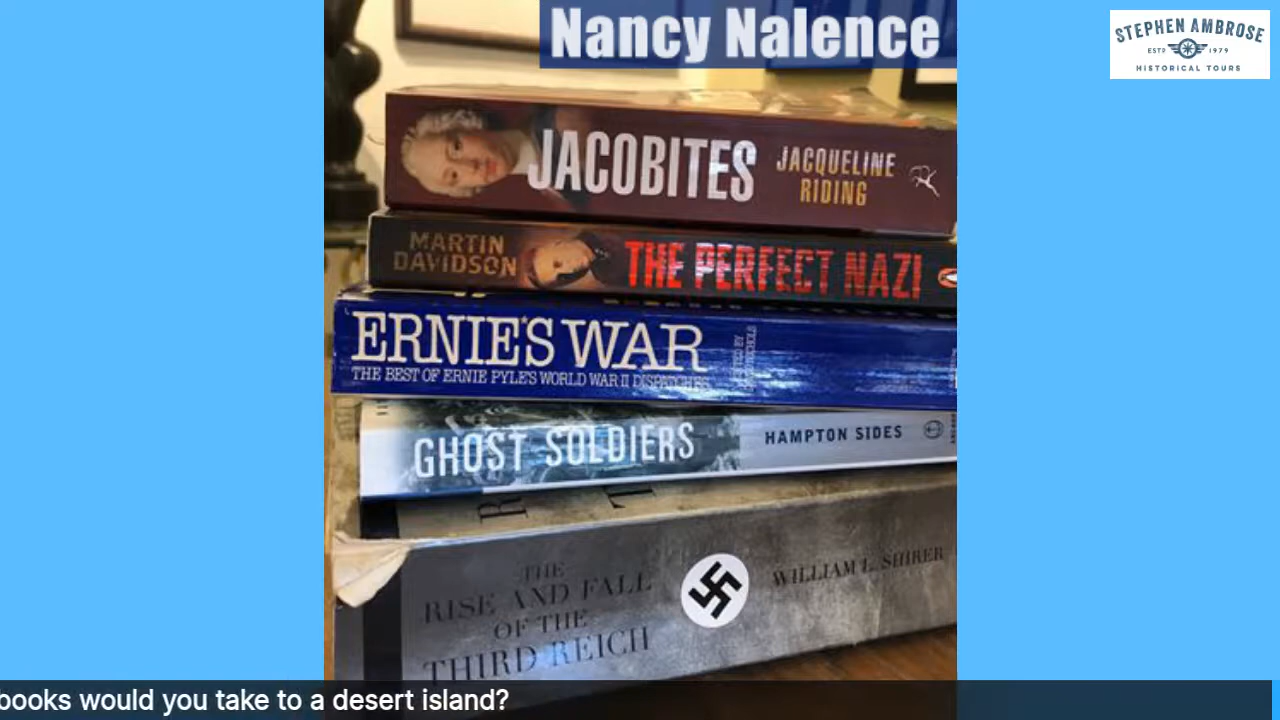 Nancy Nalence
STEPHEN AMBROSE
ESTD 1979
HISTORICAL TOURS
JACOBITES
JACQUELINE
RIDING
MARTIN
DAVIDSON
THE PERFECT NAZI
ERNIE'S WAR
THE BEST OF ERNIE PYLE'S WORLD WAR II DISPATCHES
GHOST SOLDIERS
HAMPTON SIDES
THE
RISE AND FALL
OF THE
THIRD REICH
WILLIAM L. SHIRER
books would you take to a desert island?